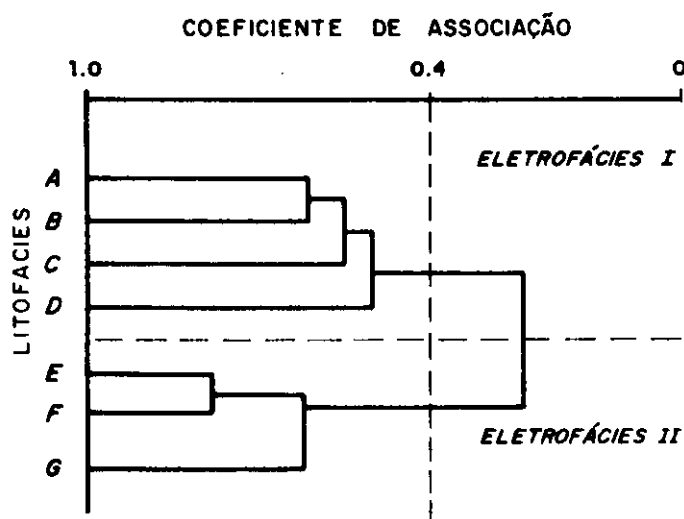 COEFICIENTE DE ASSOCIAÇÃO
1.0 0.4 0
ELETROFÁCIES I
LITOFACIES
A
B
C
D
E
F
G
ELETROFÁCIES II